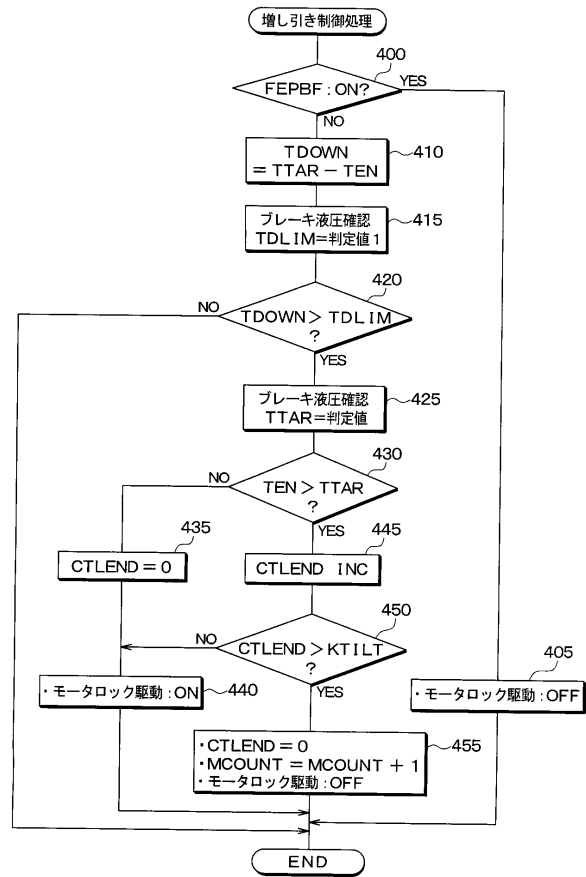 増し引き制御処理
400
FEPBF:ON?
YES
NO
TDOWN
=TTAR-TEN
410
ブレーキ液圧確認
TDLIM=判定値1
415
420
NO
TDOWN>TDLIM
?
YES
ブレーキ液圧確認
TTAR=判定値
425
430
NO
TEN>TTAR
?
YES
435
CTLEND=0
445
CTLEND INC
450
NO
CTLEND>KTILT
?
YES
・モータロック駆動:ON
440
405
・モータロック駆動:OFF
・CTLEND=0
・MCOUNT=MCOUNT+1
・モータロック駆動:OFF
455
END